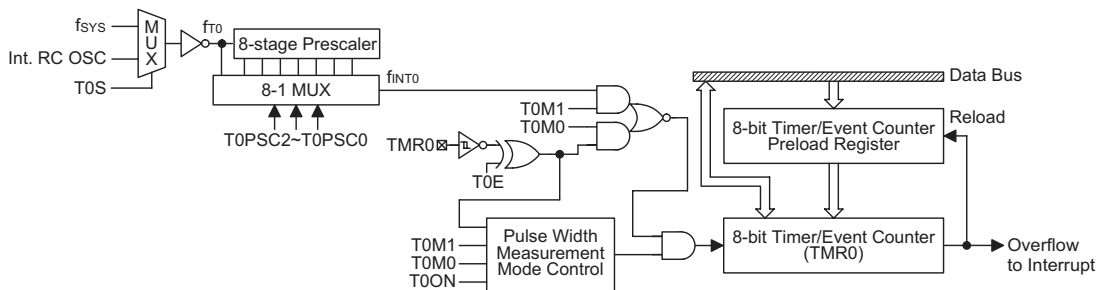 fSYS
Int. RC OSC
T0S
MUX
fT0
8-stage Prescaler
8-1 MUX
T0PSC2~T0PSC0
fINT0
T0M1
T0M0
TMR0
T0E
T0M1
T0M0
T0ON
Pulse Width
Measurement
Mode Control
Data Bus
8-bit Timer/Event Counter
Preload Register
Reload
8-bit Timer/Event Counter
(TMR0)
Overflow
to Interrupt